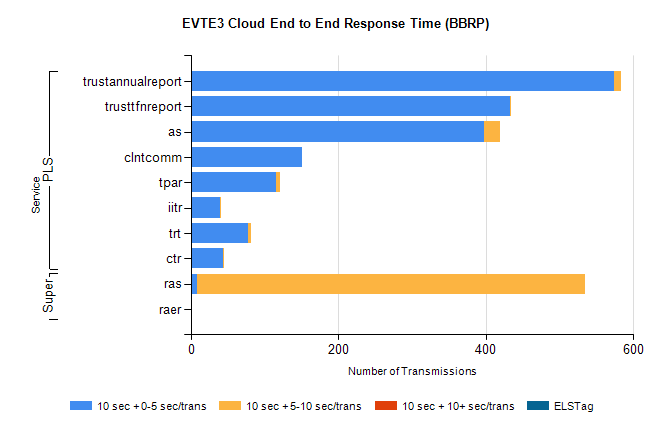 EVTE3 Cloud End to End Response Time (BBRP)
trustannualreport
trusttfnreport
as
clntcomm
tpar
iitr
trt
ctr
ras
raer
Service
PLS
Super
0 200 400 600
Number of Transmissions
10 sec +0-5 sec/trans 10 sec +5-10 sec/trans 10 sec + 10+ sec/trans ELSTag